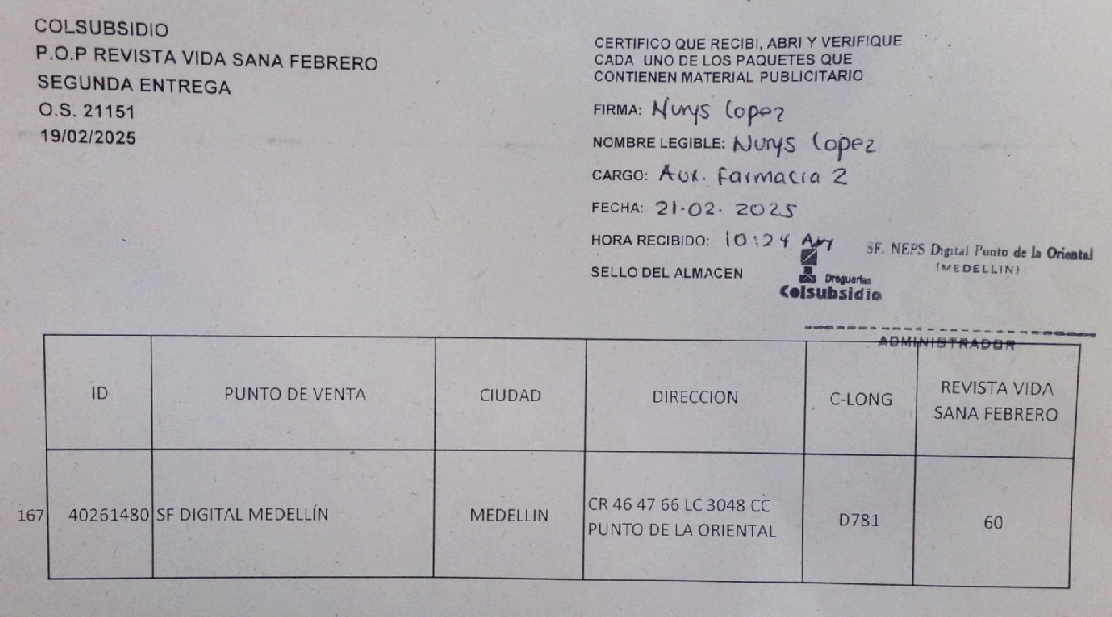 COLSUBSIDIO
P.O.P REVISTA VIDA SANA FEBRERO
SEGUNDA ENTREGA
O.S. 21151
19/02/2025
CERTIFICO QUE RECIBI, ABRI Y VERIFIQUE
CADA UNO DE LOS PAQUETES QUE
CONTIENEN MATERIAL PUBLICITARIO
FIRMA: Nurys Lopez
NOMBRE LEGIBLE: Nurys Lopez
CARGO: Aux. Farmacia 2
FECHA: 21-02-2025
HORA RECIBIDO: 10:24 AM
SELLO DEL ALMACEN
SF. NEPS Digital Punto de la Oriental
(MEDELLIN)
Droguerías
Colsubsidio
ADMINISTRADOR
ID PUNTO DE VENTA CIUDAD DIRECCION C-LONG REVISTA VIDA
SANA FEBRERO
167 40261480 SF DIGITAL MEDELLÍN MEDELLIN CR 46 47 66 LC 3048 CC D781 60
PUNTO DE LA ORIENTAL